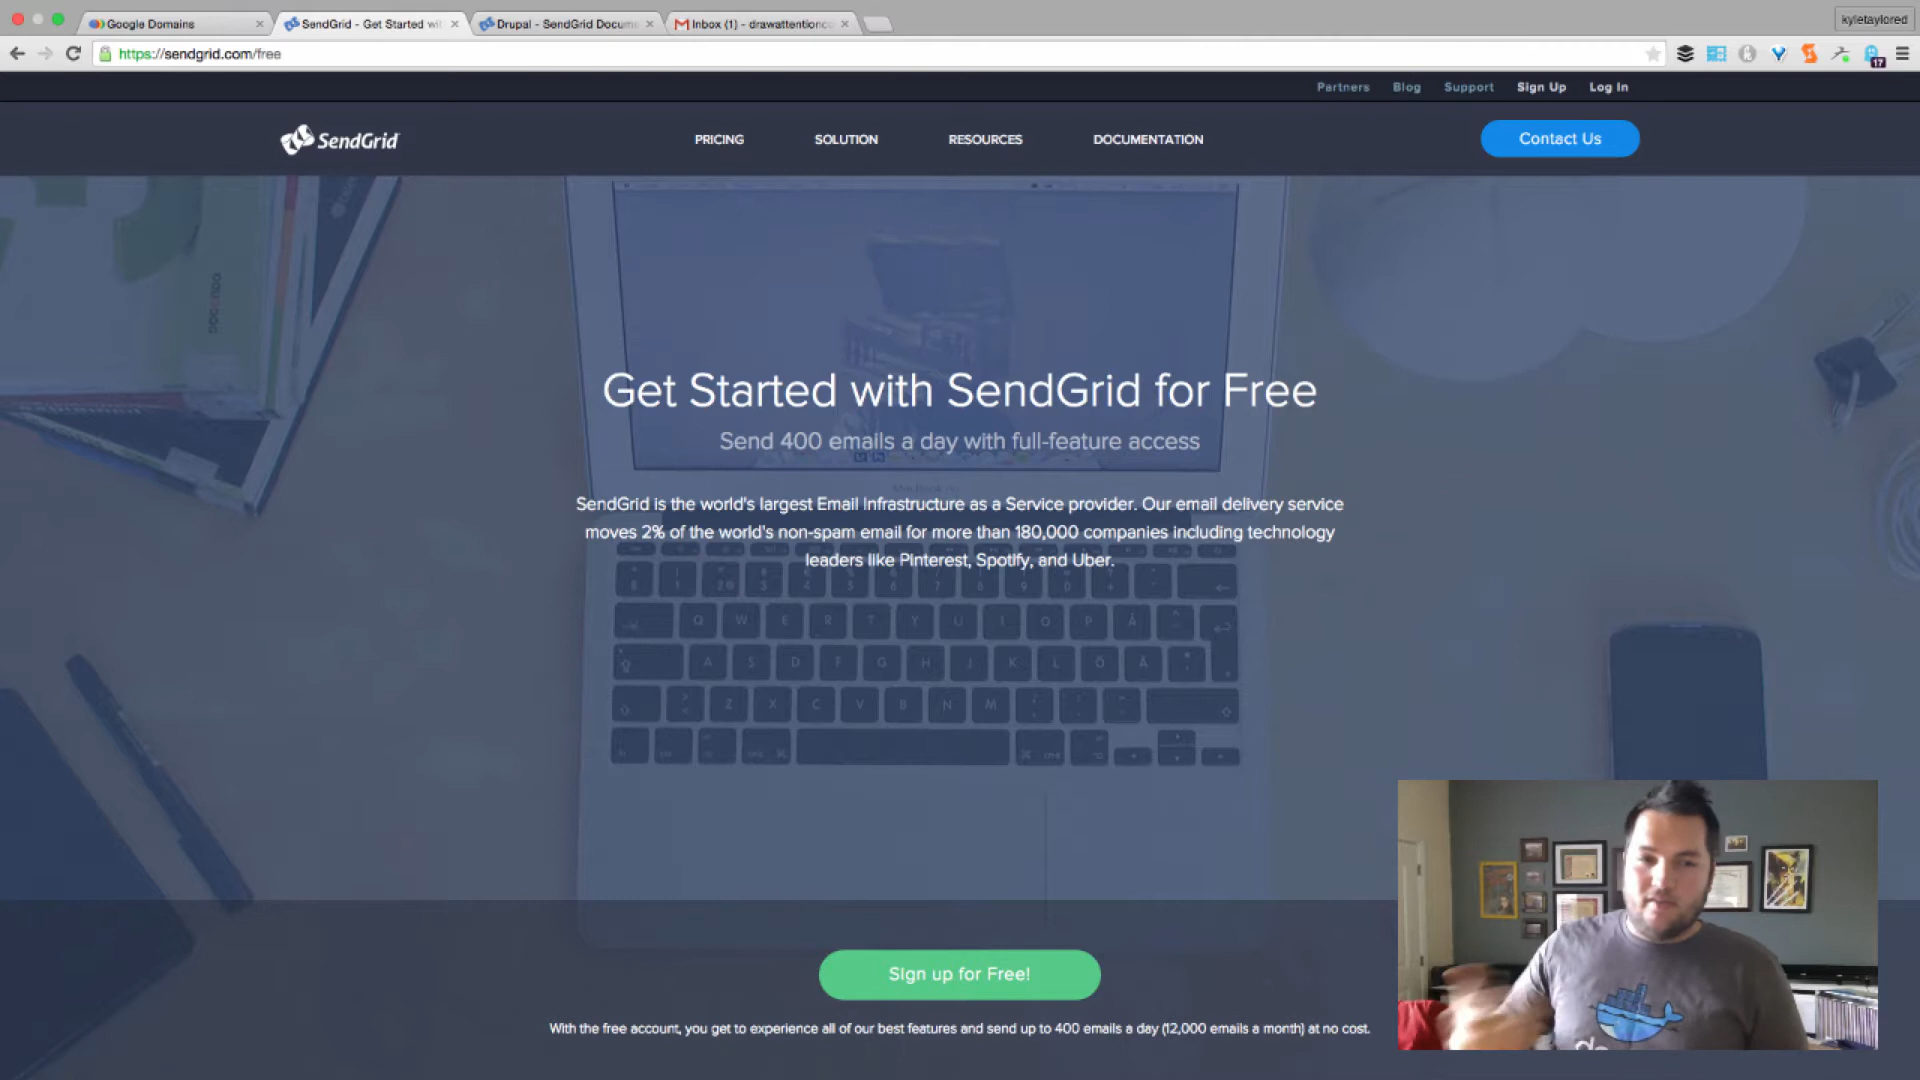 Google Domains
SendGrid - Get Started wit
Drupal - SendGrid Docum
Inbox (1) - drawattentionco
kyletaylored
https://sendgrid.com/free
17
Partners
Blog
Support
Sign Up
Log In
SendGrid
PRICING
SOLUTION
RESOURCES
DOCUMENTATION
Contact Us
Get Started with SendGrid for Free
Send 400 emails a day with full-feature access
SendGrid is the world's largest Email Infrastructure as a Service provider. Our email delivery service
moves 2% of the world's non-spam email for more than 180,000 companies including technology
leaders like Pinterest, Spotify, and Uber.
Q W E R T Y U I O P Å
A S D F G H J K L Ö Ä
Z X C V B N M
Sign up for Free!
With the free account, you get to experience all of our best features and send up to 400 emails a day (12,000 emails a month) at no cost.